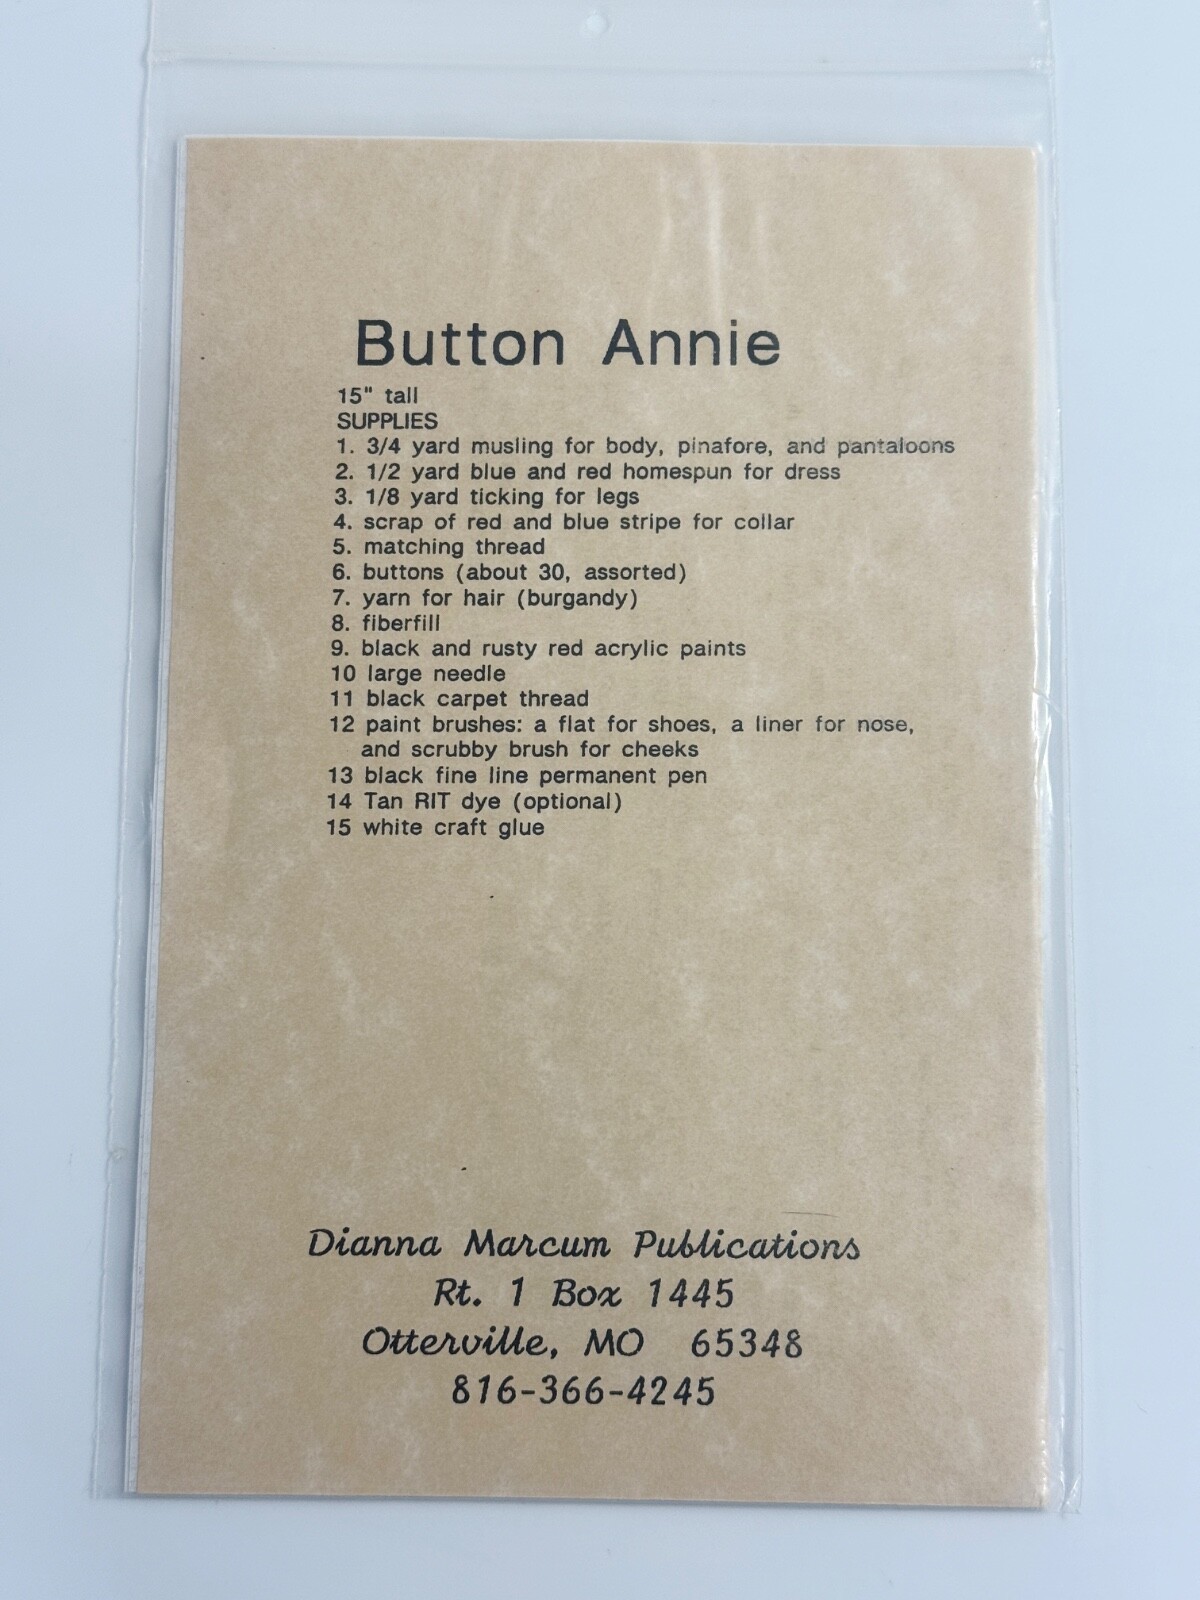 Button Annie
15" tall
SUPPLIES
1. 3/4 yard musling for body, pinafore, and pantaloons
2. 1/2 yard blue and red homespun for dress
3. 1/8 yard ticking for legs
4. scrap of red and blue stripe for collar
5. matching thread
6. buttons (about 30, assorted)
7. yarn for hair (burgandy)
8. fiberfill
9. black and rusty red acrylic paints
10 large needle
11 black carpet thread
12 paint brushes: a flat for shoes, a liner for nose,
and scrubby brush for cheeks
13 black fine line permanent pen
14 Tan RIT dye (optional)
15 white craft glue
Dianna Marcum Publications
Rt. 1 Box 1445
Otterville, MO 65348
816-366-4245